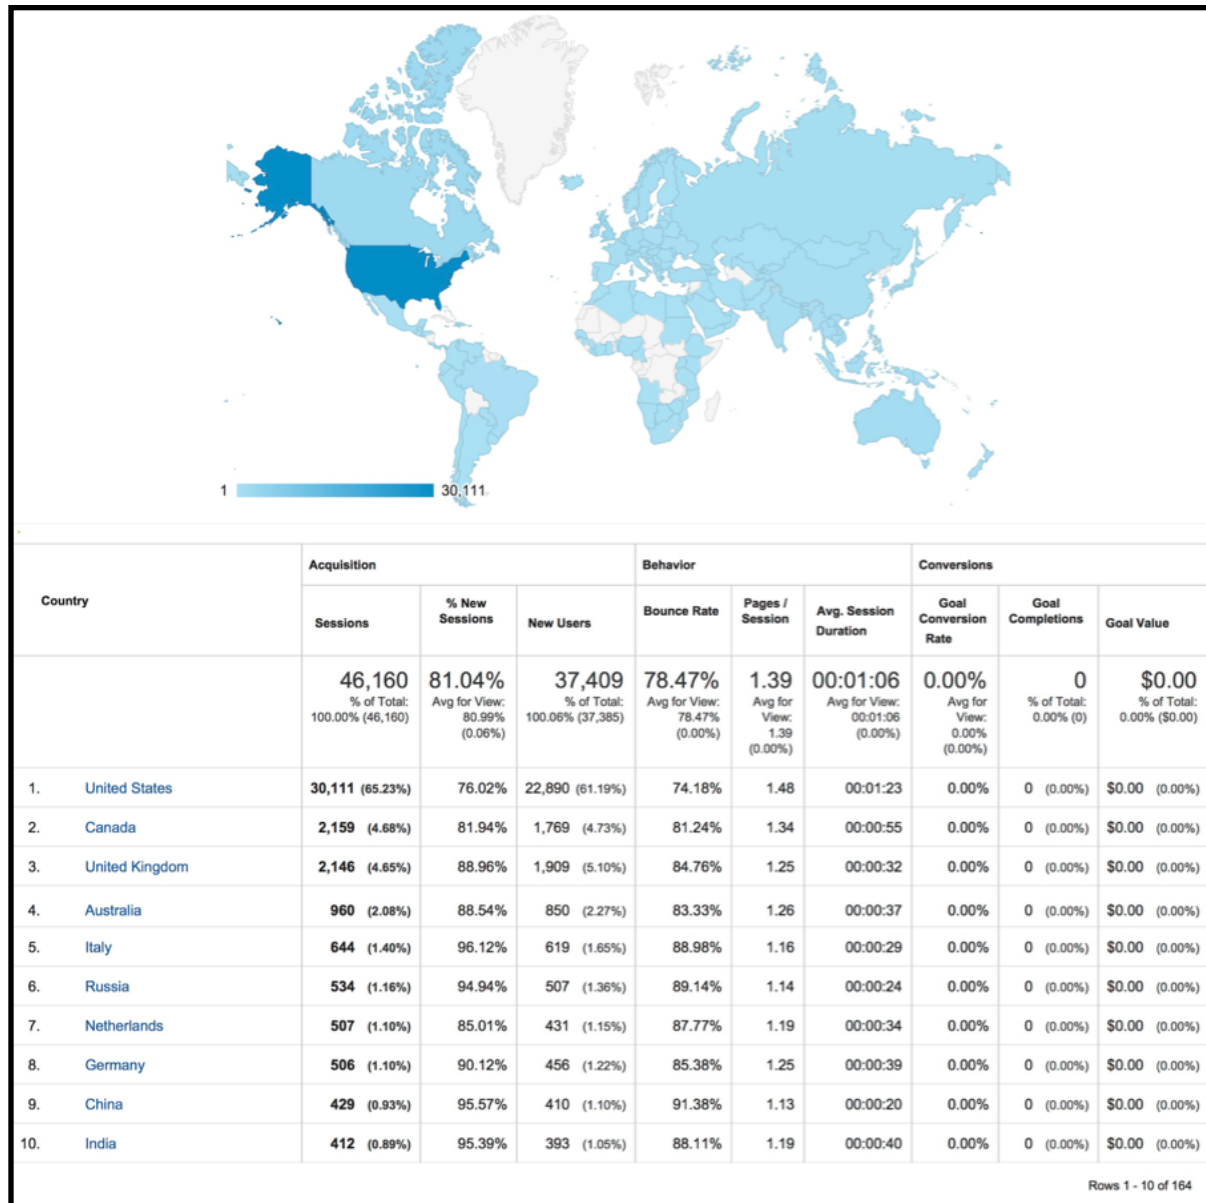 1 30,111
Acquisition Behavior Conversions
Country Sessions % New Sessions New Users Bounce Rate Pages / Session Avg. Session Duration Goal Conversion Rate Goal Completions Goal Value
46,160 81.04% 37,409 78.47% 1.39 00:01:06 0.00% 0 $0.00
% of Total: 100.00% (46,160) Avg for View: 80.99% (0.06%) % of Total: 100.06% (37,385) Avg for View: 78.47% (0.00%) Avg for View: 1.39 (0.00%) Avg for View: 00:01:06 (0.00%) Avg for View: 0.00% (0.00%) % of Total: 0.00% (0) % of Total: 0.00% ($0.00)
1. United States 30,111 (65.23%) 76.02% 22,890 (61.19%) 74.18% 1.48 00:01:23 0.00% 0 (0.00%) $0.00 (0.00%)
2. Canada 2,159 (4.68%) 81.94% 1,769 (4.73%) 81.24% 1.34 00:00:55 0.00% 0 (0.00%) $0.00 (0.00%)
3. United Kingdom 2,146 (4.65%) 88.96% 1,909 (5.10%) 84.76% 1.25 00:00:32 0.00% 0 (0.00%) $0.00 (0.00%)
4. Australia 960 (2.08%) 88.54% 850 (2.27%) 83.33% 1.26 00:00:37 0.00% 0 (0.00%) $0.00 (0.00%)
5. Italy 644 (1.40%) 96.12% 619 (1.65%) 88.98% 1.16 00:00:29 0.00% 0 (0.00%) $0.00 (0.00%)
6. Russia 534 (1.16%) 94.94% 507 (1.36%) 89.14% 1.14 00:00:24 0.00% 0 (0.00%) $0.00 (0.00%)
7. Netherlands 507 (1.10%) 85.01% 431 (1.15%) 87.77% 1.19 00:00:34 0.00% 0 (0.00%) $0.00 (0.00%)
8. Germany 506 (1.10%) 90.12% 456 (1.22%) 85.38% 1.25 00:00:39 0.00% 0 (0.00%) $0.00 (0.00%)
9. China 429 (0.93%) 95.57% 410 (1.10%) 91.38% 1.13 00:00:20 0.00% 0 (0.00%) $0.00 (0.00%)
10. India 412 (0.89%) 95.39% 393 (1.05%) 88.11% 1.19 00:00:40 0.00% 0 (0.00%) $0.00 (0.00%)
Rows 1 - 10 of 164